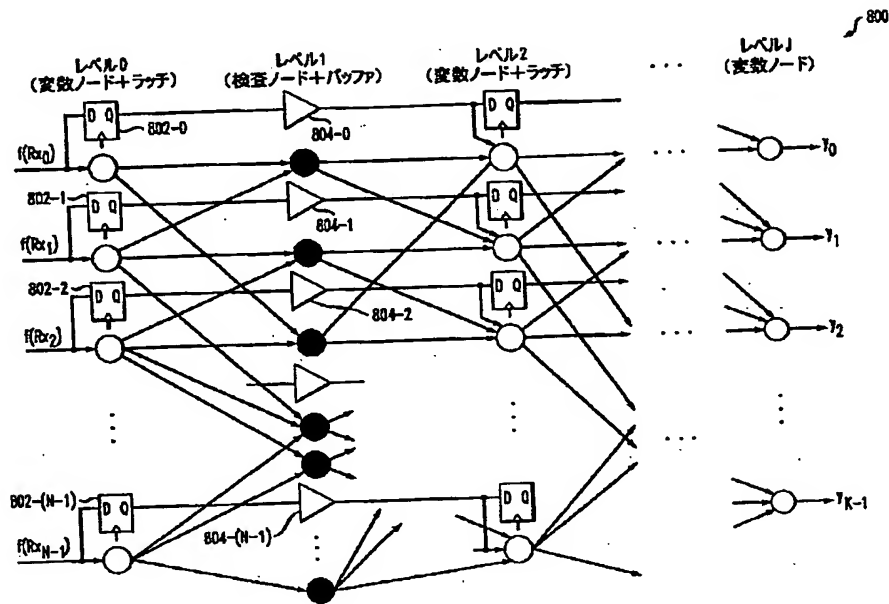 800
レベル0
(変数ノード+ラッチ)
レベル1
(検査ノード+バッファ)
レベル2
(変数ノード+ラッチ)
...
レベルJ
(変数ノード)
D Q
802-0
804-0
D Q
f(Rx0)
... y0
802-1
D Q
804-1
D Q
f(Rx1)
... y1
802-2
D Q
804-2
D Q
f(Rx2)
y2
...
802-(N-1)
D Q
804-(N-1)
D Q
f(RxN-1)
yK-1